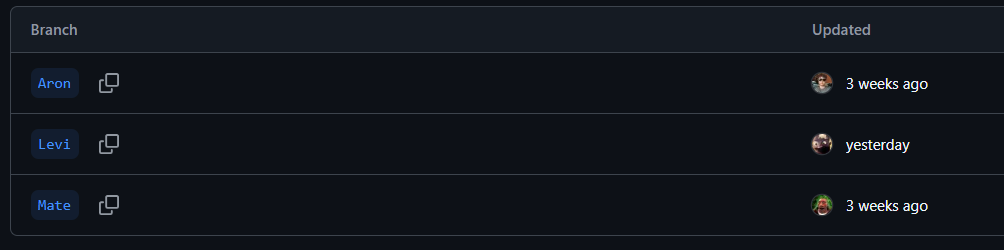 Branch Updated
Aron 3 weeks ago
Levi yesterday
Mate 3 weeks ago